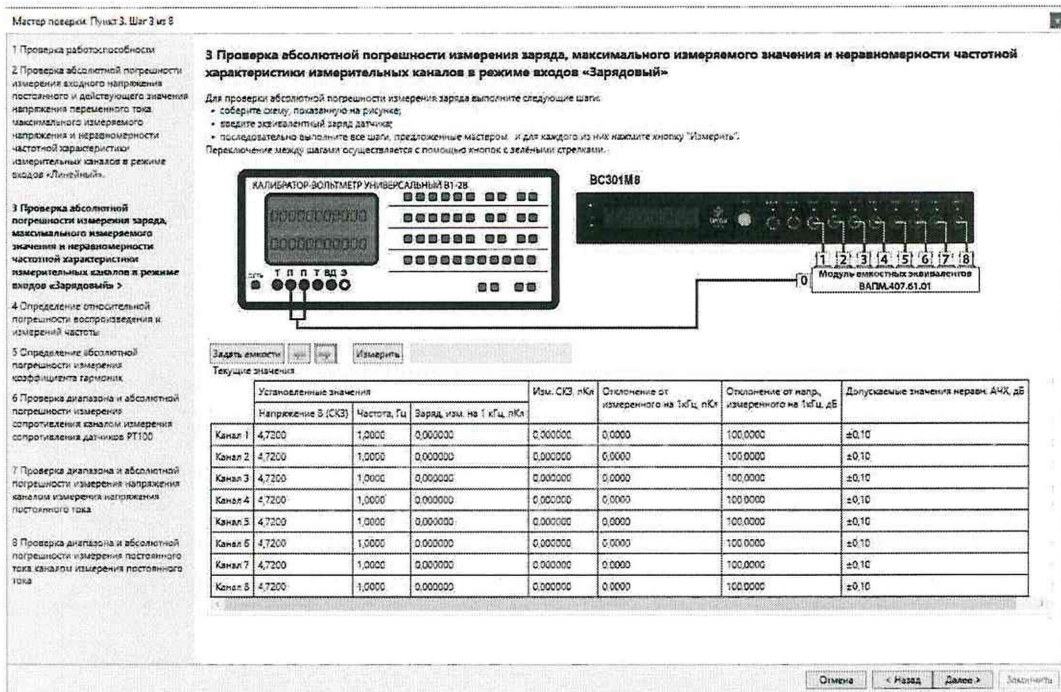 Мастер поверки. Пункт 3. Шаг 3 из 8
1 Проверка работоспособности
2 Проверка абсолютной погрешности
измерения входного напряжения
постоянного и действующего значения
напряжения переменного тока,
максимального измеряемого
напряжения и неравномерности
частотной характеристики
измерительных каналов в режиме
входов «Линейный».
3 Проверка абсолютной
погрешности измерения заряда,
максимального измеряемого
значения и неравномерности
частотной характеристики
измерительных каналов в режиме
входов «Зарядовый» >
4 Определение относительной
погрешности воспроизведения и
измерений частоты
5 Определение абсолютной
погрешности измерения
коэффициента гармоник
6 Проверка диапазона и абсолютной
погрешности измерения
сопротивления каналом измерения
сопротивления датчиков PT100
7 Проверка диапазона и абсолютной
погрешности измерения напряжения
каналом измерения напряжения
постоянного тока
8 Проверка диапазона и абсолютной
погрешности измерения постоянного
тока каналом измерения постоянного
тока
3 Проверка абсолютной погрешности измерения заряда, максимального измеряемого значения и неравномерности частотной
характеристики измерительных каналов в режиме входов «Зарядовый»
Для проверки абсолютной погрешности измерения заряда выполните следующие шаги:
• соберите схему, показанную на рисунке;
• введите эквивалентный заряд датчика;
• последовательно выполните все шаги, предложенные мастером и для каждого из них нажмите кнопку "Измерить".
Переключение между шагами осуществляется с помощью кнопок с зелёными стрелками.
КАЛИБРАТОР-ВОЛЬТМЕТР УНИВЕРСАЛЬНЫЙ В1-28
00000000000
00000000000
СЕТЬ
Т П П Т ВД Э
ВС301М8
1 2 3 4 5 6 7 8
0
Модуль емкостных эквивалентов
ВАПМ.407.61.01
Задать емкости Измерить
Текущие значения
Установленные значения Изм. СКЗ, пКл Отклонение от измеренного на 1кГц, пКл Отклонение от напр., измеренного на 1кГц, дБ Допускаемые значения неравн. АЧХ, дБ
Напряжение В (СКЗ) Частота, Гц Заряд, изм. на 1 кГц, пКл
Канал 1 4,7200 1,0000 0,000000 0,000000 0,0000 100,0000 ±0,10
Канал 2 4,7200 1,0000 0,000000 0,000000 0,0000 100,0000 ±0,10
Канал 3 4,7200 1,0000 0,000000 0,000000 0,0000 100,0000 ±0,10
Канал 4 4,7200 1,0000 0,000000 0,000000 0,0000 100,0000 ±0,10
Канал 5 4,7200 1,0000 0,000000 0,000000 0,0000 100,0000 ±0,10
Канал 6 4,7200 1,0000 0,000000 0,000000 0,0000 100,0000 ±0,10
Канал 7 4,7200 1,0000 0,000000 0,000000 0,0000 100,0000 ±0,10
Канал 8 4,7200 1,0000 0,000000 0,000000 0,0000 100,0000 ±0,10
Отмена < Назад Далее > Закончить